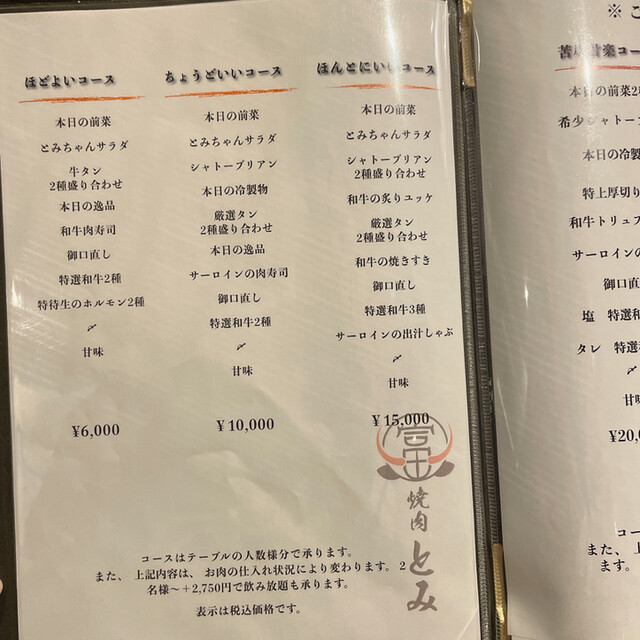 ほどよいコース
本日の前菜
とみちゃんサラダ
牛タン
2種盛り合わせ
本日の逸品
和牛肉寿司
御口直し
特選和牛2種
特待生のホルモン2種
〆
甘味
¥6,000
ちょうどいいコース
本日の前菜
とみちゃんサラダ
シャトーブリアン
本日の冷製物
厳選タン
2種盛り合わせ
本日の逸品
サーロインの肉寿司
御口直し
特選和牛2種
〆
甘味
¥10,000
ほんとにいいコース
本日の前菜
とみちゃんサラダ
シャトーブリアン
2種盛り合わせ
和牛の炙りユッケ
厳選タン
2種盛り合わせ
和牛の焼きすき
御口直し
特選和牛3種
サーロインの出汁しゃぶ
〆
甘味
¥15,000
富
焼肉とみ
コースはテーブルの人数様分で承ります。
また、上記内容は、お肉の仕入れ状況により変わります。2
名様～＋2,750円で飲み放題も承ります。
表示は税込価格です。
※こ
コー
本日の前菜2
希少シャトー
本日の冷製
特上厚切り
和牛トリュフ
サーロインの
御口直
塩 特選
タレ 特選
〆
甘味
¥20,0
コー
また、上
ます。